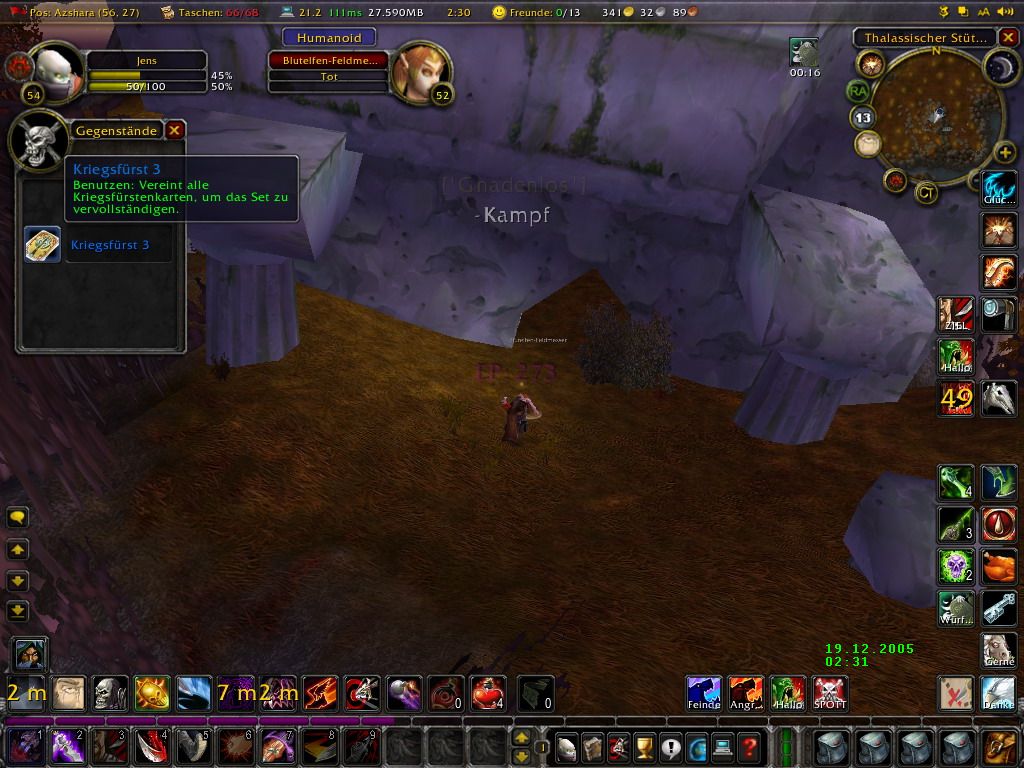 Pos: Azshara (56, 27) Taschen: 66/68 21.2 111ms 27.590MB 2:30 Freunde: 0/13 341 32 89
Humanoid
Thalassischer Stüt...
N
Jens
45%
50/100
50%
54
Blutelfen-Feldme...
Tot
52
00:16
RA
13
CT
Gegenstände
Kriegsfürst 3
Benutzen: Vereint alle
Kriegsfürstenkarten, um das Set zu
vervollständigen.
Kriegsfürst 3
['Gnadenlos']
-Kampf
EP 273
Glüc...
ZIEL
Hallo
49
4
3
2
Würf...
Gerne
19.12.2005
02:31
2 m
7 m
2 m
0
4
0
Feinde
Angr...
Hallo
SPOTT
Danke
1 2 3 4 5 6 7 8 9
1